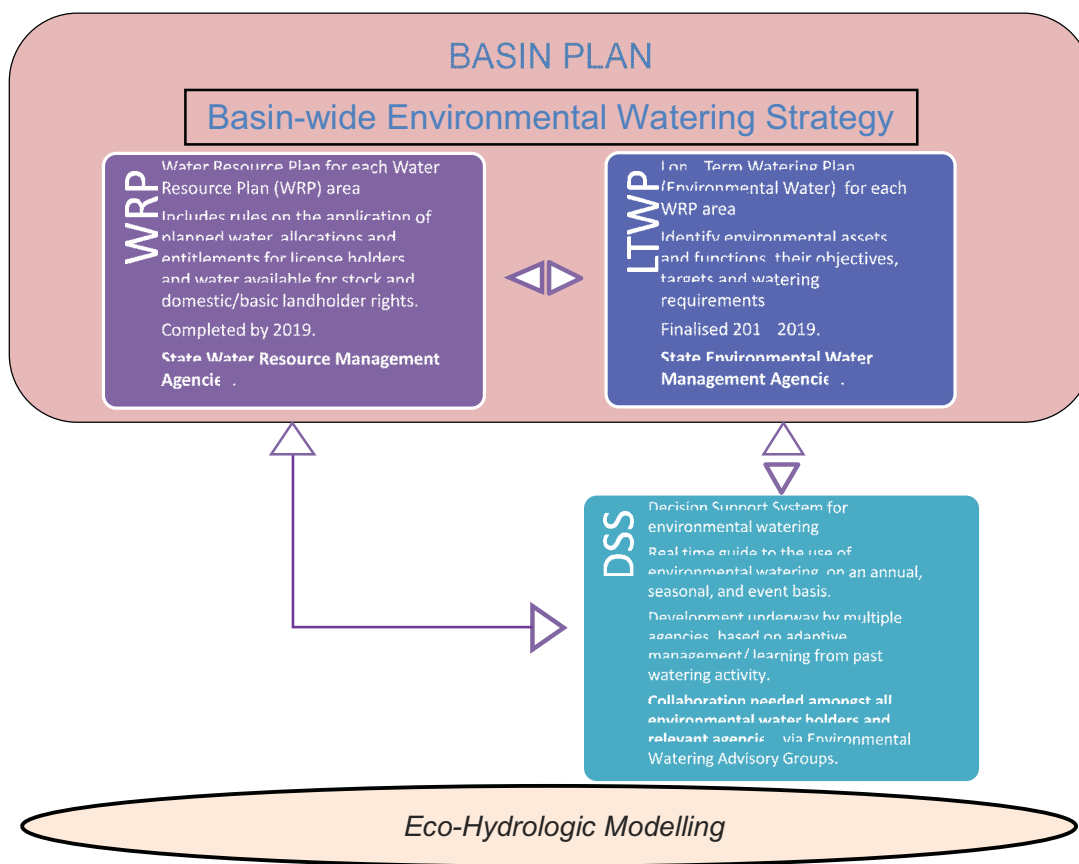 BASIN PLAN
Basin-wide Environmental Watering Strategy
WRP
Water Resource Plan for each Water
Resource Plan (WRP) area
Includes rules on the application of
planned water, allocations and
entitlements for license holders
and water available for stock and
domestic/basic landholder rights.
Completed by 2019.
State Water Resource Management
LTWP
Term Watering Plan
(Environmental Water) for each
WRP area
Identify environmental assets
and functions, their objectives,
targets and watering
requirements
Finalised 2019.
State Environmental Water
Management
DSS
Decision Support System for
environmental watering
Real time guide to the use of
environmental watering, on an annual,
seasonal, and event basis.
Development underway by multiple
agencies, based on adaptive
management/ learning from past
watering activity.
Collaboration needed amongst all
environmental water holders and
relevant via Environmental
Watering Advisory Groups.
Eco-Hydrologic Modelling